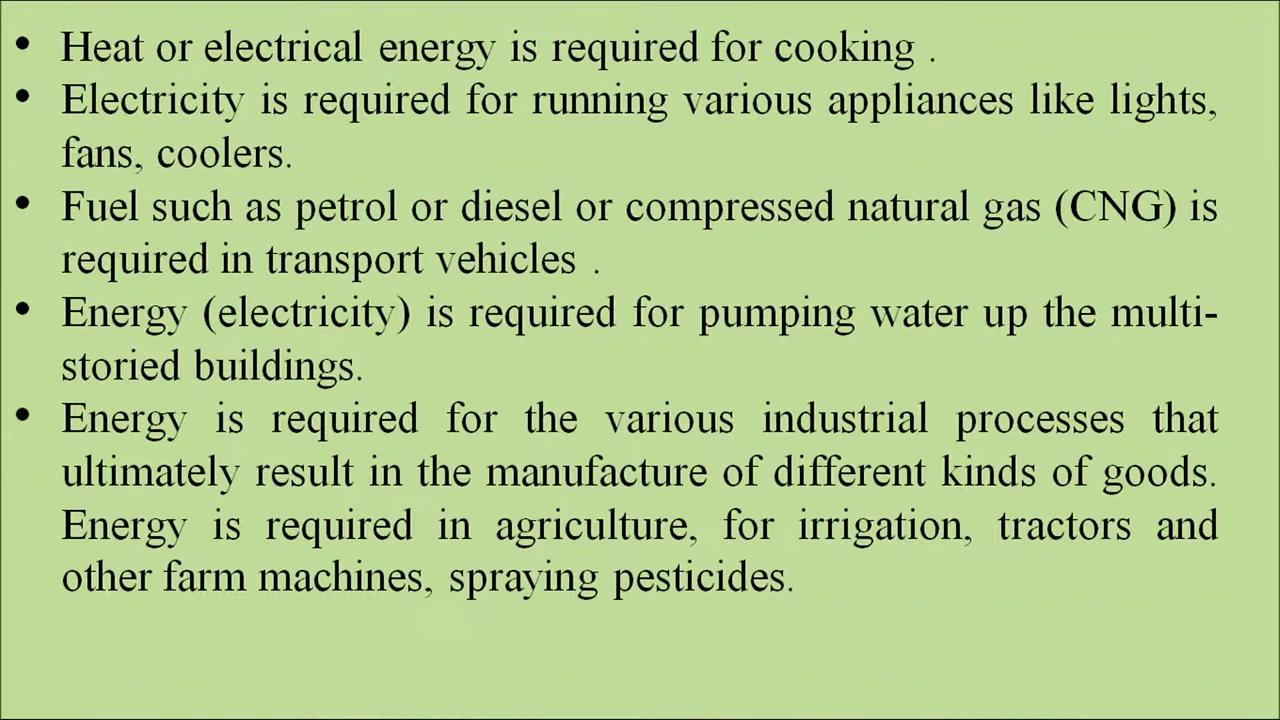 • Heat or electrical energy is required for cooking .
• Electricity is required for running various appliances like lights,
fans, coolers.
• Fuel such as petrol or diesel or compressed natural gas (CNG) is
required in transport vehicles .
• Energy (electricity) is required for pumping water up the multi-
storied buildings.
• Energy is required for the various industrial processes that
ultimately result in the manufacture of different kinds of goods.
Energy is required in agriculture, for irrigation, tractors and
other farm machines, spraying pesticides.